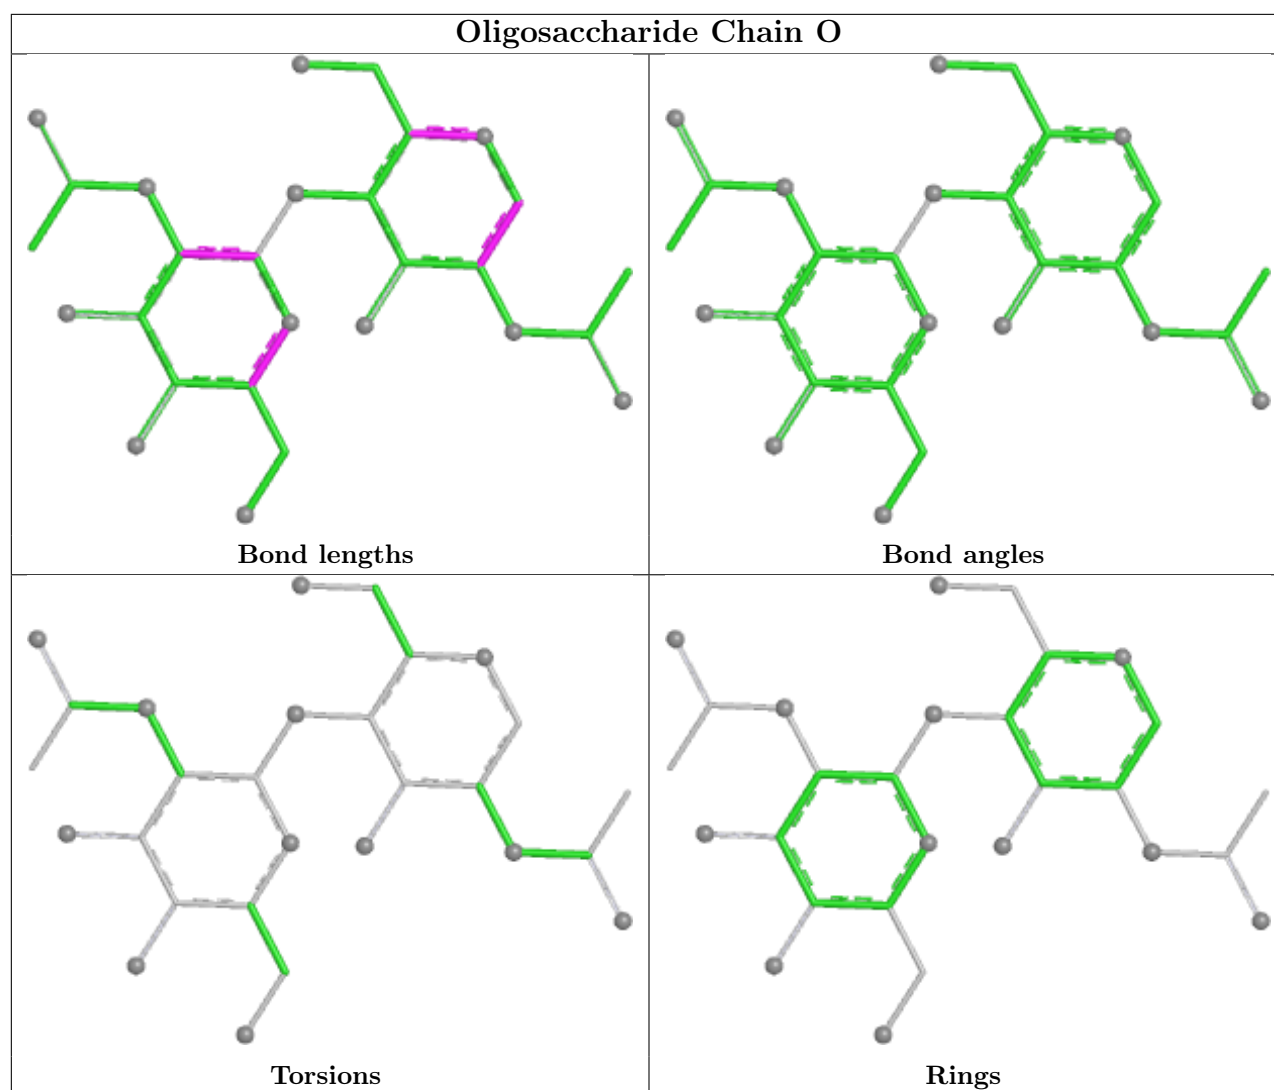 Oligosaccharide Chain O
Bond lengths
Bond angles
Torsions
Rings